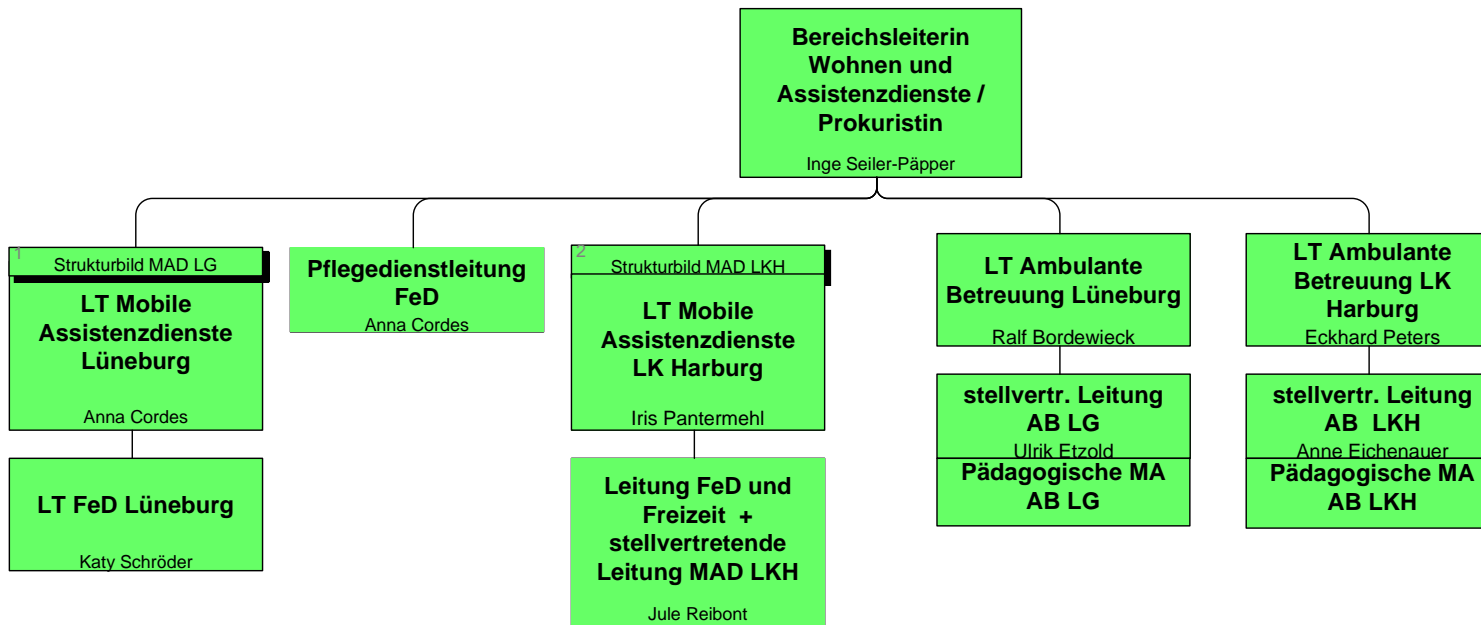 Bereichsleiterin
Wohnen und
Assistenzdienste /
Prokuristin
Inge Seiler-Päpper
1
Strukturbild MAD LG
LT Mobile
Assistenzdienste
Lüneburg
Anna Cordes
LT FeD Lüneburg
Katy Schröder
Pflegedienstleitung
FeD
Anna Cordes
2
Strukturbild MAD LKH
LT Mobile
Assistenzdienste
LK Harburg
Iris Pantermehl
Leitung FeD und
Freizeit +
stellvertretende
Leitung MAD LKH
Jule Reibont
LT Ambulante
Betreuung Lüneburg
Ralf Bordewieck
stellvertr. Leitung
AB LG
Ulrik Etzold
Pädagogische MA
AB LG
LT Ambulante
Betreuung LK
Harburg
Eckhard Peters
stellvertr. Leitung
AB LKH
Anne Eichenauer
Pädagogische MA
AB LKH